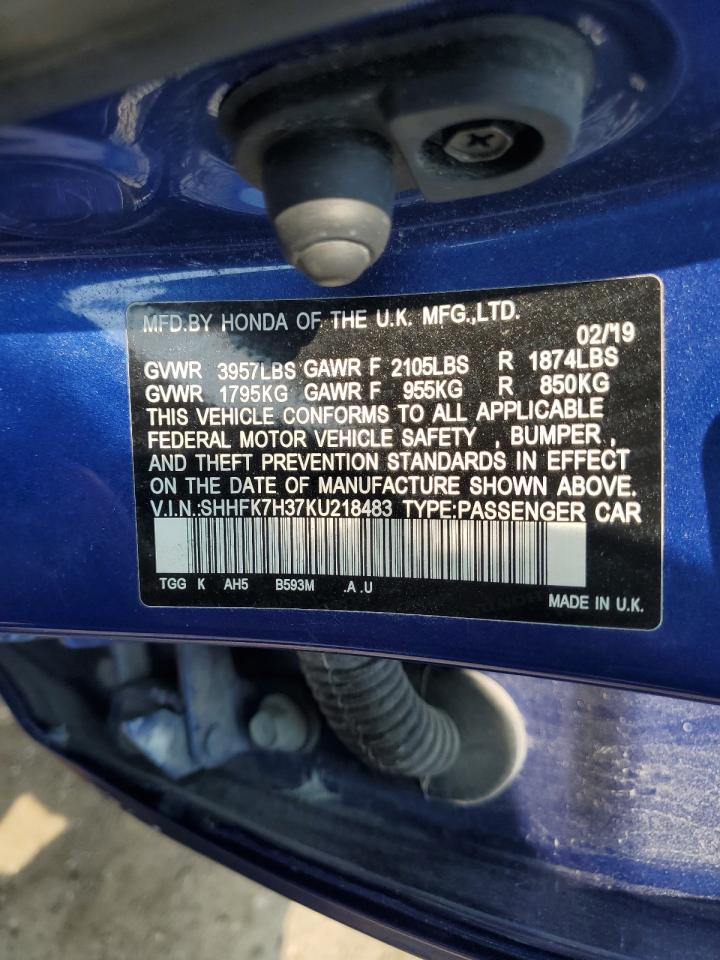 MFD.BY HONDA OF THE U.K. MFG.,LTD.
02/'19
GVWR 3957LBS GAWR F 2105LBS R 1874LBS
GVWR 1795KG GAWR F 955KG R 850KG
THIS VEHICLE CONFORMS TO ALL APPLICABLE
FEDERAL MOTOR VEHICLE SAFETY , BUMPER ,
AND THEFT PREVENTION STANDARDS IN EFFECT
ON THE DATE OF MANUFACTURE SHOWN ABOVE.
V.I.N.:SHHFK7H37KU218483 TYPE:PASSENGER CAR
TGG K AH5 B593M .A .U
MADE IN U.K.